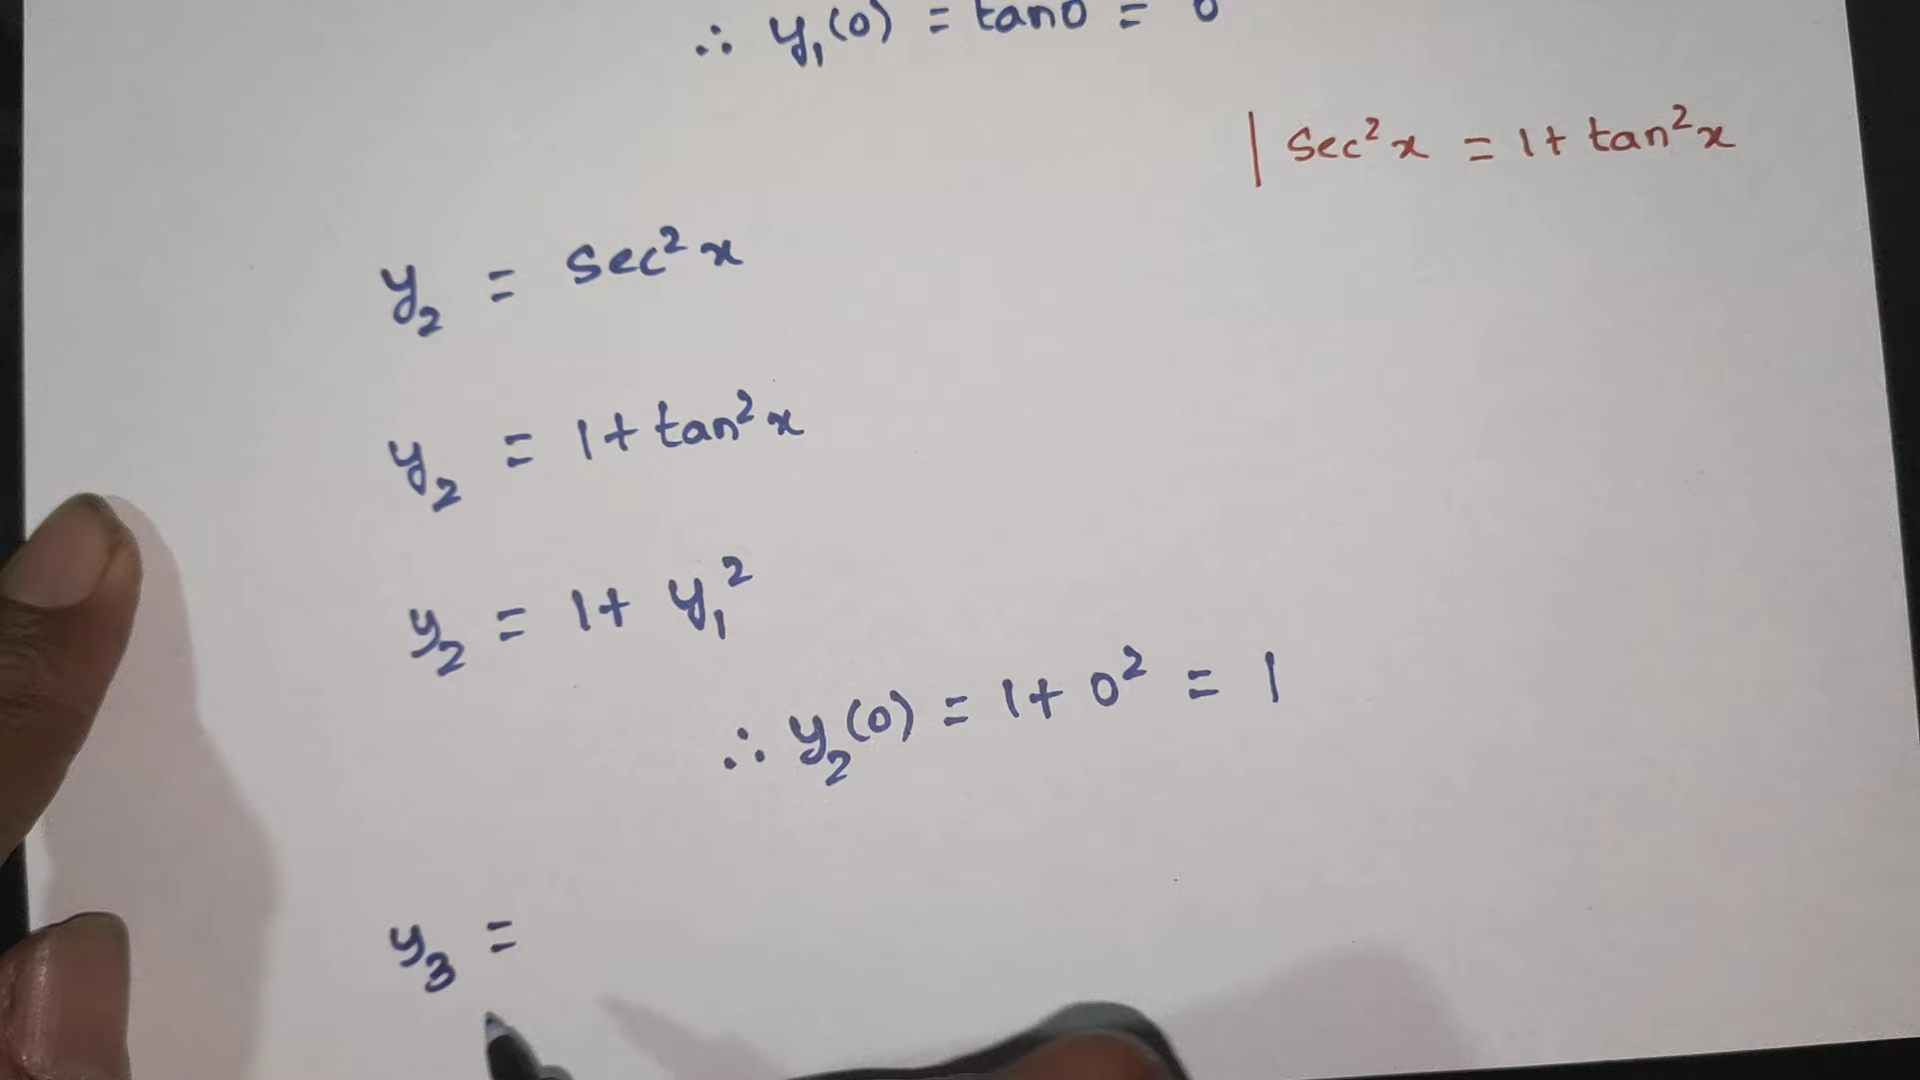 ∴ y₁(0) = tan0 = 0
| sec²x = 1 + tan²x
y₂ = sec²x
y₂ = 1 + tan²x
y₂ = 1 + y₁²
∴ y₂(0) = 1 + 0² = 1
y₃ =